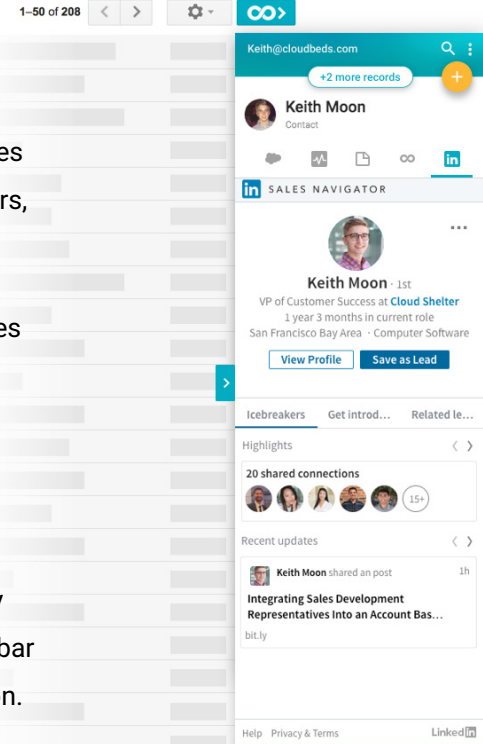 1–50 of 208
Keith@cloudbeds.com
+2 more records
Keith Moon
Contact
in
in SALES NAVIGATOR
Keith Moon · 1st
VP of Customer Success at Cloud Shelter
1 year 3 months in current role
San Francisco Bay Area · Computer Software
View Profile
Save as Lead
Icebreakers Get introd... Related le...
Highlights
20 shared connections
15+
Recent updates
Keith Moon shared an post 1h
Integrating Sales Development
Representatives Into an Account Bas...
bit.ly
Help Privacy & Terms LinkedIn
es
rs,
es
y
bar
n.